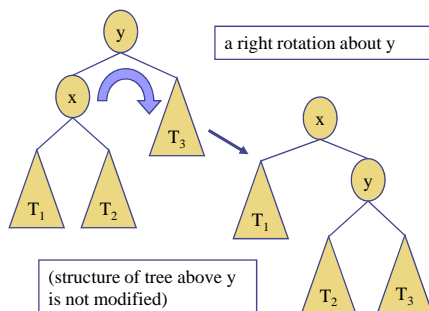 y
a right rotation about y
x
T3
x
y
T1
T2
T1
(structure of tree above y
is not modified)
T2
T3